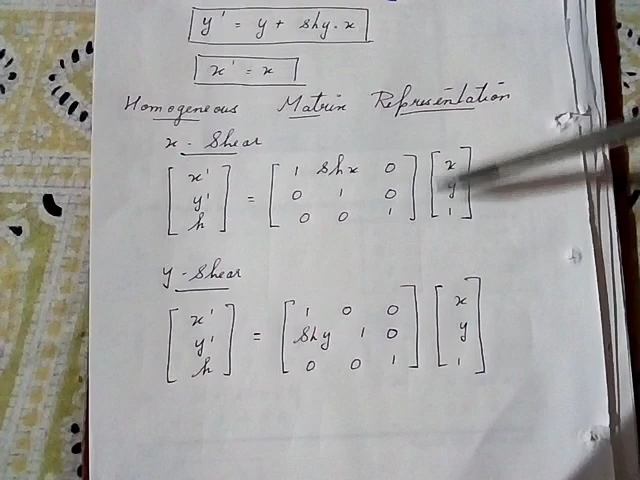 y' = y + shy.x
x' = x
Homogeneous Matrix Representation
x - Shear
[x' y' h] = [1 shx 0
0 1 0
0 0 1] [x y 1]
y - Shear
[x' y' h] = [1 0 0
Shy 1 0
0 0 1] [x y 1]